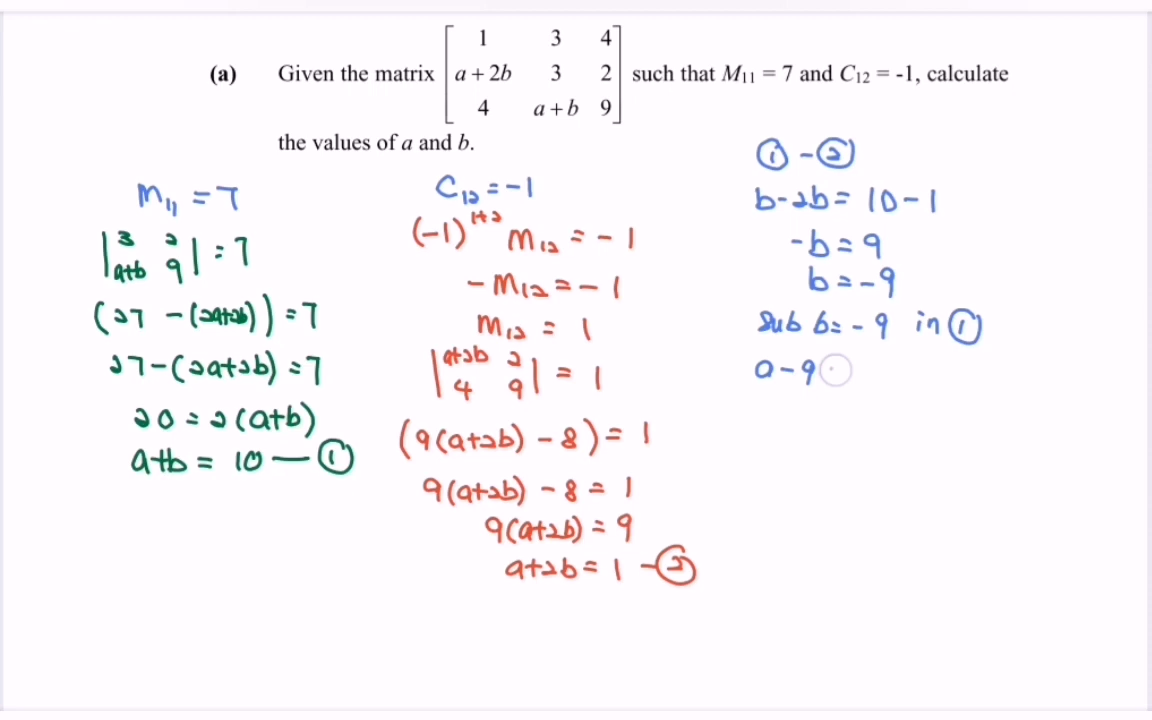 (a) Given the matrix [ 1 3 4
a + 2b 3 2
4 a + b 9 ] such that M₁₁ = 7 and C₁₂ = -1, calculate
the values of a and b.
M₁₁ = 7
|3 2
a+b 9| = 7
(27 - (2a+2b)) = 7
27 - (2a+2b) = 7
20 = 2(a+b)
a+b = 10 — ①
C₁₂ = -1
(-1)¹⁺² M₁₂ = -1
- M₁₂ = -1
M₁₂ = 1
|a+2b 2
4 9| = 1
(9(a+2b) - 8) = 1
9(a+2b) - 8 = 1
9(a+2b) = 9
a+2b = 1 - ②
① - ②
b-2b = 10-1
-b = 9
b = -9
Sub b = -9 in ①
a - 9